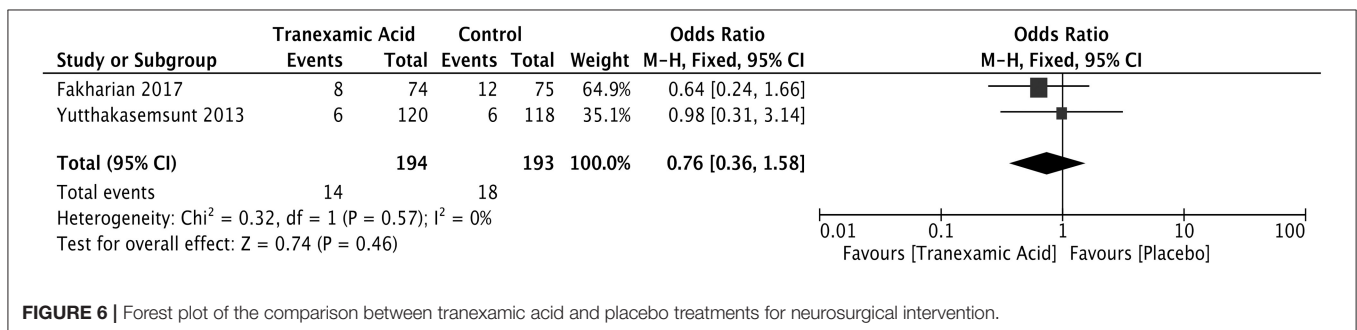 Tranexamic Acid Control Odds Ratio Odds Ratio
Study or Subgroup Events Total Events Total Weight M-H, Fixed, 95% CI M-H, Fixed, 95% CI
Fakharian 2017 8 74 12 75 64.9% 0.64 [0.24, 1.66]
Yutthakasemsunt 2013 6 120 6 118 35.1% 0.98 [0.31, 3.14]
Total (95% CI) 194 193 100.0% 0.76 [0.36, 1.58]
Total events 14 18
Heterogeneity: Chi² = 0.32, df = 1 (P = 0.57); I² = 0%
Test for overall effect: Z = 0.74 (P = 0.46)
0.01 0.1 1 10 100
Favours [Tranexamic Acid] Favours [Placebo]
FIGURE 6 | Forest plot of the comparison between tranexamic acid and placebo treatments for neurosurgical intervention.